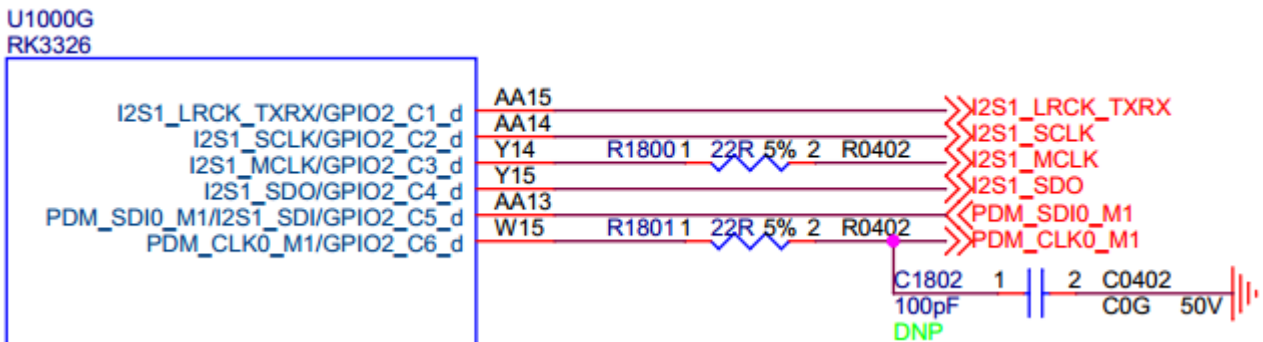 U1000G
RK3326
I2S1_LRCK_TXRX/GPIO2_C1_d AA15 I2S1_LRCK_TXRX
I2S1_SCLK/GPIO2_C2_d AA14 I2S1_SCLK
I2S1_MCLK/GPIO2_C3_d Y14 R1800 1 22R 5% 2 R0402 I2S1_MCLK
I2S1_SDO/GPIO2_C4_d Y15 I2S1_SDO
PDM_SDI0_M1/I2S1_SDI/GPIO2_C5_d AA13 PDM_SDI0_M1
PDM_CLK0_M1/GPIO2_C6_d W15 R1801 1 22R 5% 2 R0402 PDM_CLK0_M1
C1802 1 2 C0402
100pF C0G 50V
DNP